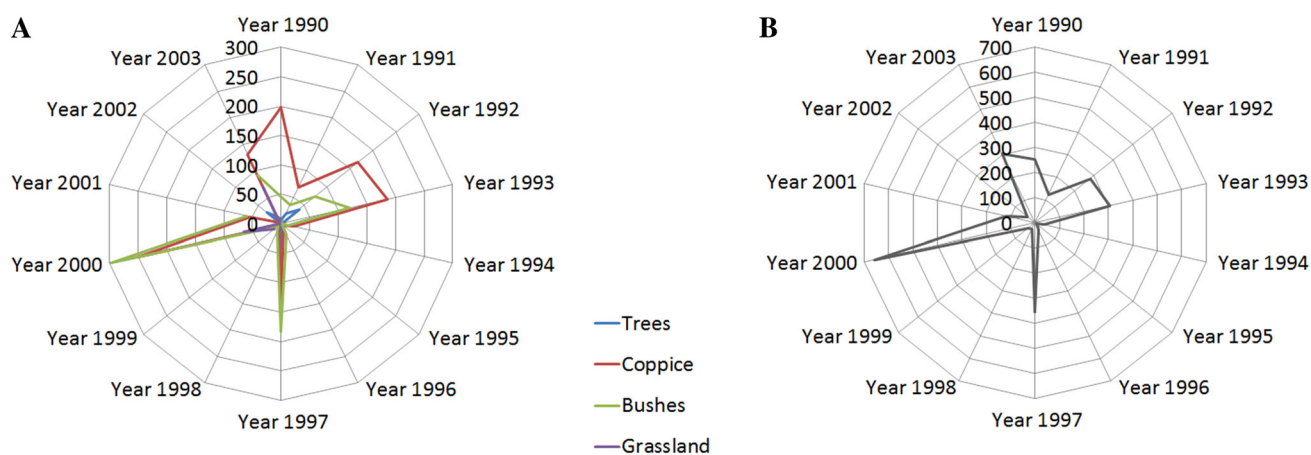 A
Year 1990
Year 1991
Year 1992
Year 1993
Year 1994
Year 1995
Year 1996
Year 1997
Year 1998
Year 1999
Year 2000
Year 2001
Year 2002
Year 2003
300
250
200
150
100
50
0
Trees
Coppice
Bushes
Grassland
B
Year 1990
Year 1991
Year 1992
Year 1993
Year 1994
Year 1995
Year 1996
Year 1997
Year 1998
Year 1999
Year 2000
Year 2001
Year 2002
Year 2003
700
600
500
400
300
200
100
0